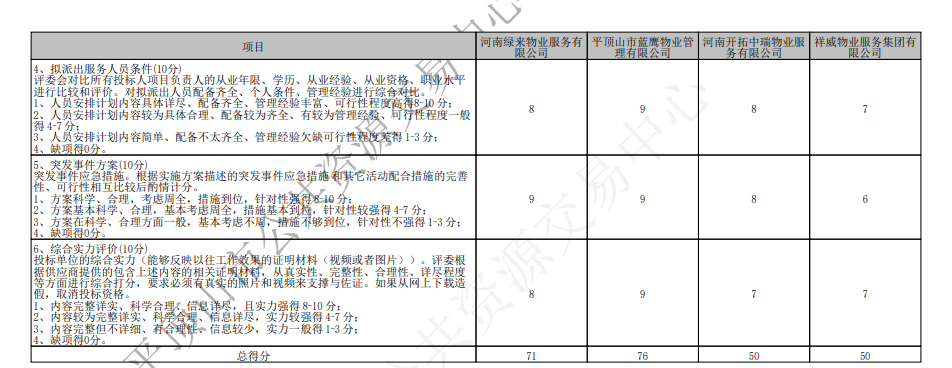 项目
河南绿来物业服务有限公司
平顶山市蓝鹰物业管理有限公司
河南开拓中瑞物业服务有限公司
祥威物业服务集团有限公司
4、拟派出服务人员条件(10分)
评委会对比所有投标人项目负责人的从业年限、学历、从业经验、从业资格、职业水平
进行比较和评价。对拟派出人员配备齐全、个人条件、管理经验进行综合对比。
1、人员安排计划内容具体详尽、配备齐全、管理经验丰富、可行性程度高得8-10分；
2、人员安排计划内容较为具体合理、配备较为齐全、有较为管理经验、可行性程度一般
得4-7分；
3、人员安排计划内容简单、配备不太齐全、管理经验欠缺可行性程度差得1-3分；
4、缺项得0分。
8 9 8 7
5、突发事件方案(10分)
突发事件应急措施。根据实施方案描述的突发事件应急措施和其它活动配合措施的完善
性、可行性相互比较后酌情计分。
1、方案科学、合理，考虑周全，措施到位，针对性强得8-10分；
2、方案基本科学、合理，基本考虑周全，措施基本到位，针对性较强得4-7分；
3、方案在科学、合理方面一般，基本考虑不周，措施不够到位，针对性不强得1-3分；
4、缺项得0分。
9 9 8 6
6、综合实力评价(10分)
投标单位的综合实力（能够反映以往工作效果的证明材料（视频或者图片））。评委根
据供应商提供的包含上述内容的相关证明材料，从真实性、完整性、合理性、详尽程度
等方面进行综合打分，要求必须有真实的照片和视频来支撑与佐证。如果从网上下载造
假，取消投标资格。
1、内容完整详实、科学合理、信息详尽，且实力强得8-10分；
2、内容较为完整详实、科学合理、信息详尽，实力较强得4-7分；
3、内容完整但不详细、有合理性、信息较少，实力一般得1-3分；
4、缺项得0分。
8 9 7 7
总得分 71 76 50 50
平顶山市公共资源交易中心
公共资源交易中心